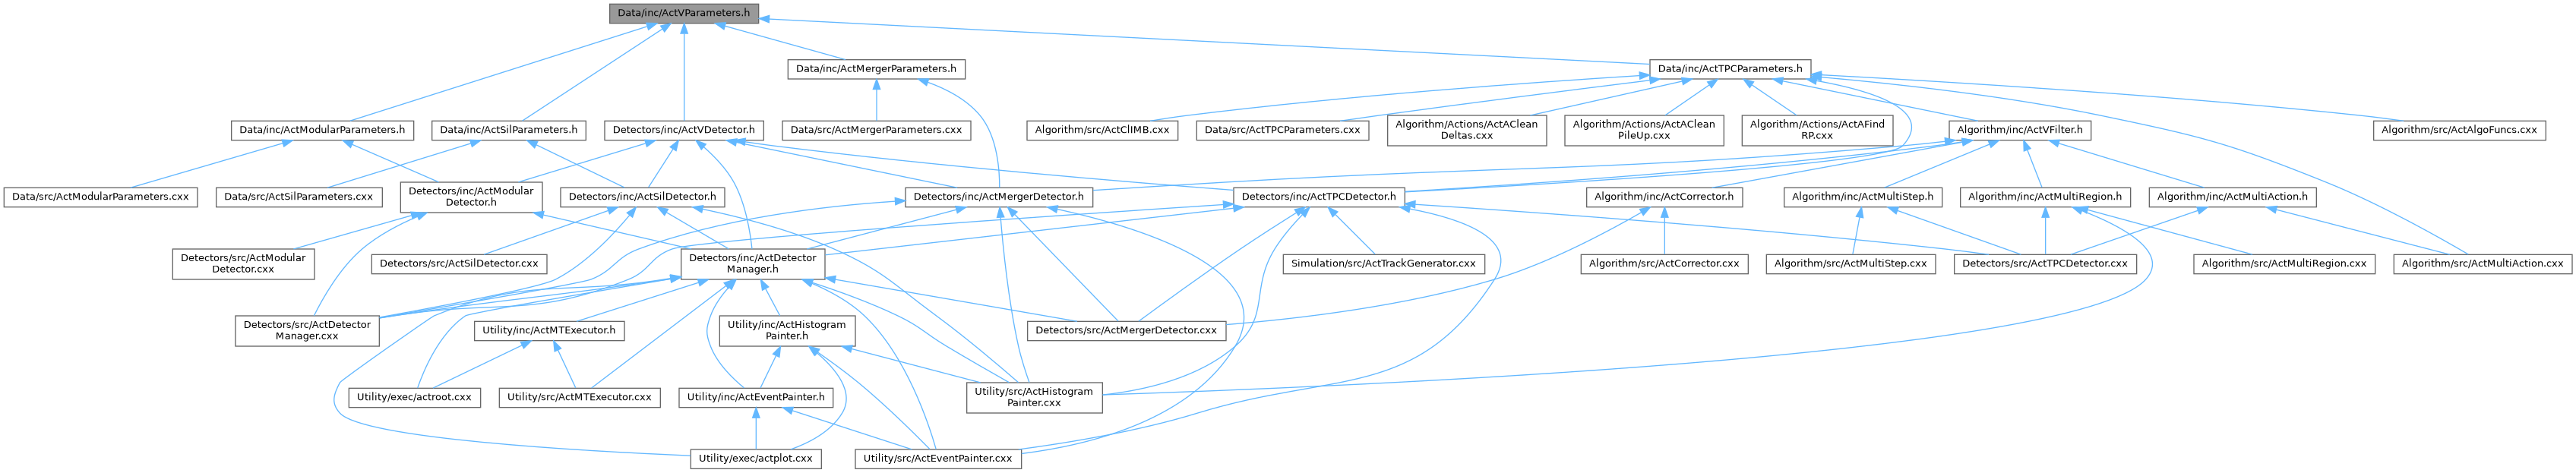 Data/inc/ActVParameters.h
Data/inc/ActMergerParameters.h
Data/inc/ActTPCParameters.h
Data/inc/ActModularParameters.h
Data/inc/ActSilParameters.h
Detectors/inc/ActVDetector.h
Data/src/ActMergerParameters.cxx
Algorithm/src/ActClIMB.cxx
Data/src/ActTPCParameters.cxx
Algorithm/Actions/ActAClean
Deltas.cxx
Algorithm/Actions/ActAClean
PileUp.cxx
Algorithm/Actions/ActAFind
RP.cxx
Algorithm/inc/ActVFilter.h
Algorithm/src/ActAlgoFuncs.cxx
Data/src/ActModularParameters.cxx
Data/src/ActSilParameters.cxx
Detectors/inc/ActModular
Detector.h
Detectors/inc/ActSilDetector.h
Detectors/inc/ActMergerDetector.h
Detectors/inc/ActTPCDetector.h
Algorithm/inc/ActCorrector.h
Algorithm/inc/ActMultiStep.h
Algorithm/inc/ActMultiRegion.h
Algorithm/inc/ActMultiAction.h
Detectors/src/ActModular
Detector.cxx
Detectors/src/ActSilDetector.cxx
Detectors/inc/ActDetector
Manager.h
Simulation/src/ActTrackGenerator.cxx
Algorithm/src/ActCorrector.cxx
Algorithm/src/ActMultiStep.cxx
Detectors/src/ActTPCDetector.cxx
Algorithm/src/ActMultiRegion.cxx
Algorithm/src/ActMultiAction.cxx
Detectors/src/ActDetector
Manager.cxx
Utility/inc/ActMTExecutor.h
Utility/inc/ActHistogram
Painter.h
Detectors/src/ActMergerDetector.cxx
Utility/exec/actroot.cxx
Utility/src/ActMTExecutor.cxx
Utility/inc/ActEventPainter.h
Utility/src/ActHistogram
Painter.cxx
Utility/exec/actplot.cxx
Utility/src/ActEventPainter.cxx